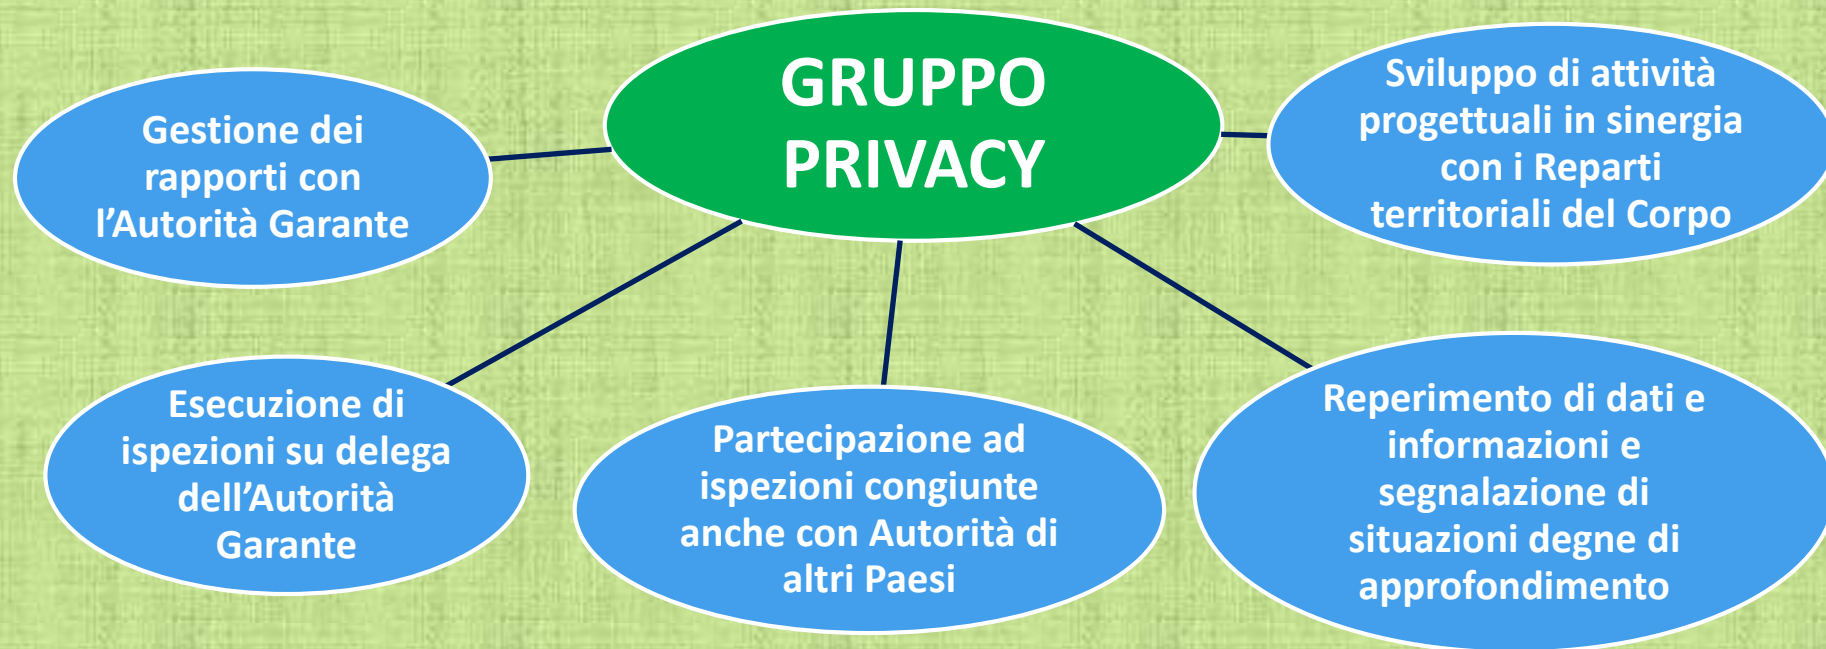 GRUPPO
PRIVACY
Gestione dei
rapporti con
l'Autorità Garante
Sviluppo di attività
progettuali in sinergia
con i Reparti
territoriali del Corpo
Esecuzione di
ispezioni su delega
dell'Autorità
Garante
Partecipazione ad
ispezioni congiunte
anche con Autorità di
altri Paesi
Reperimento di dati e
informazioni e
segnalazione di
situazioni degne di
approfondimento